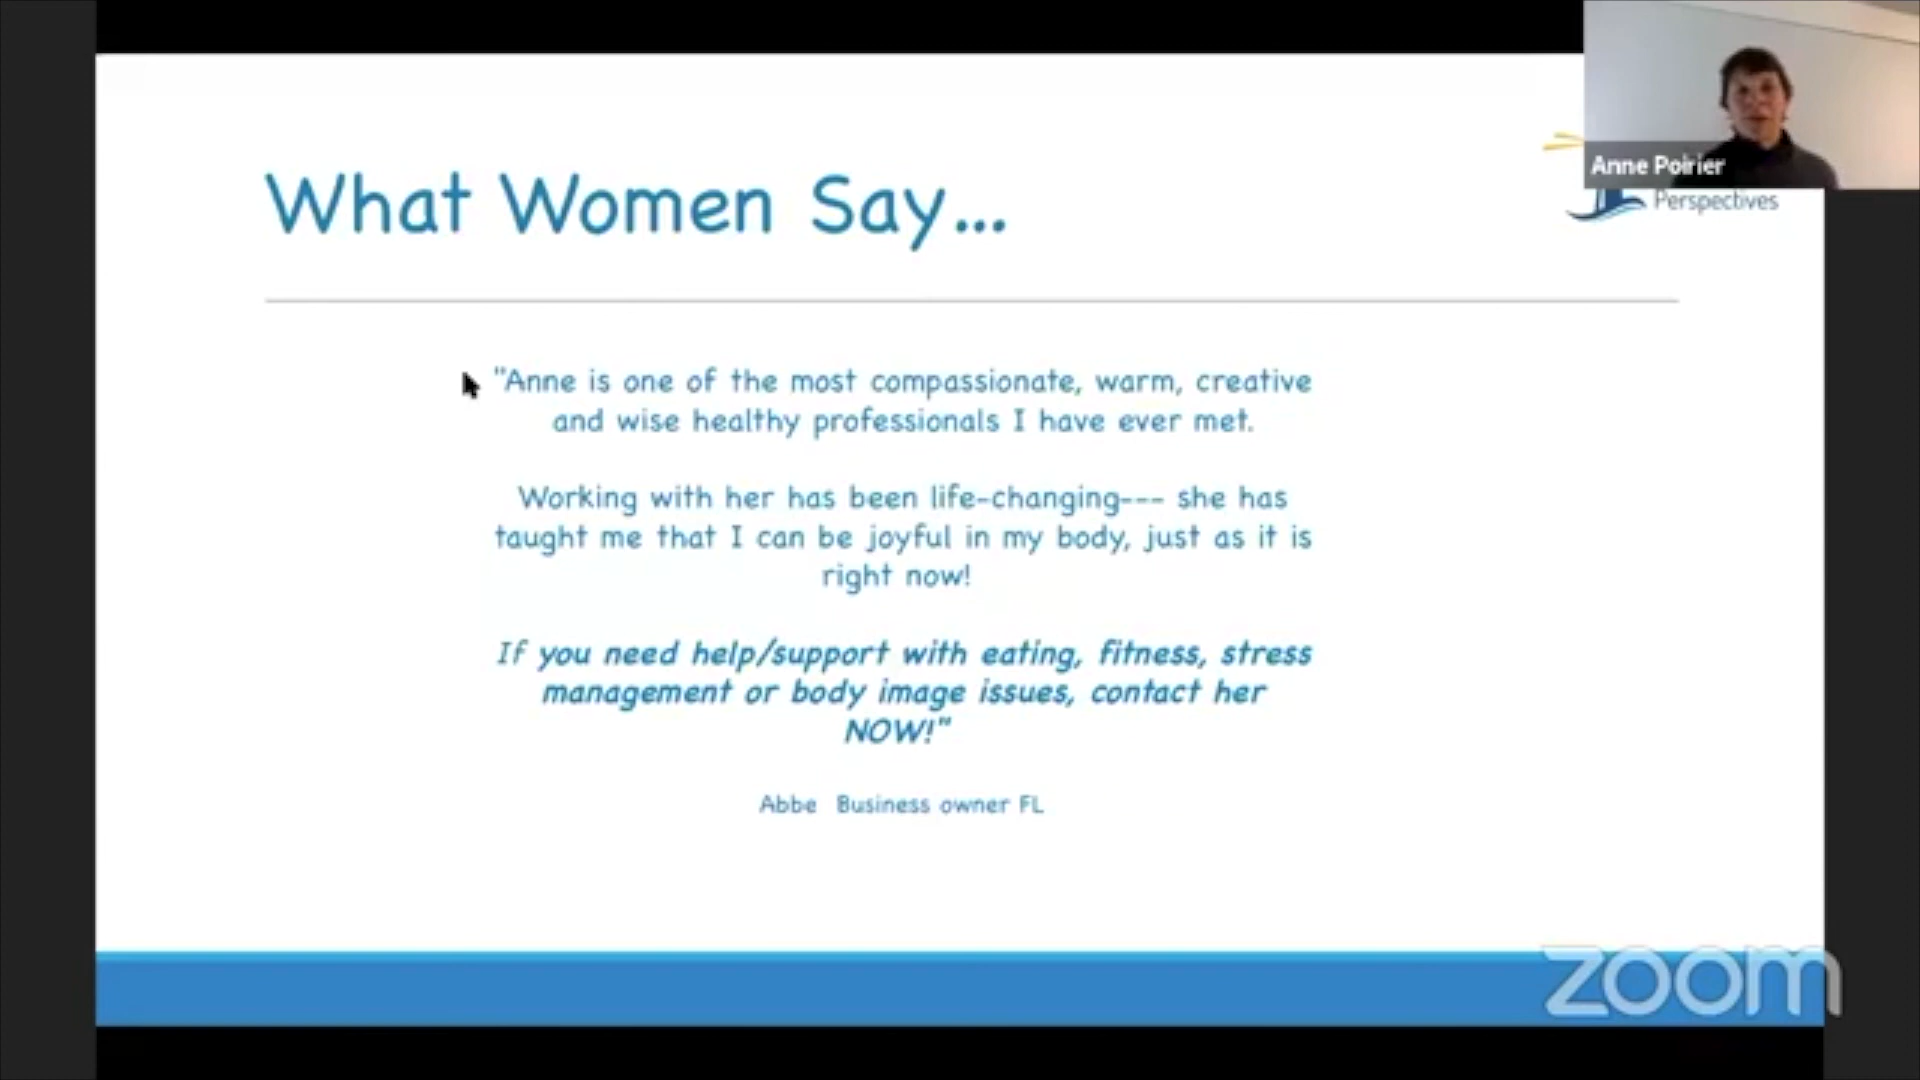 What Women Say...
Anne Poirier
Perspectives
"Anne is one of the most compassionate, warm, creative
and wise healthy professionals I have ever met.
Working with her has been life-changing--- she has
taught me that I can be joyful in my body, just as it is
right now!
If you need help/support with eating, fitness, stress
management or body image issues, contact her
NOW!"
Abbe  Business owner FL
zoom